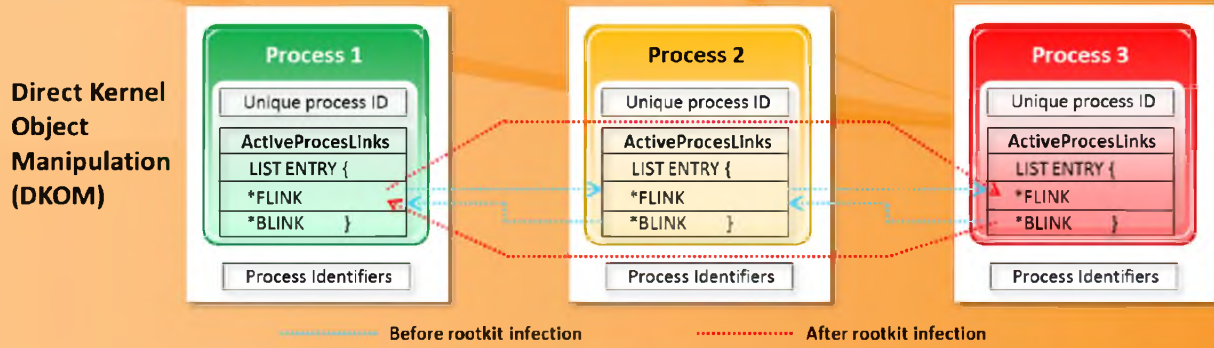 Direct Kernel
Object
Manipulation
(DKOM)
Process 1
Unique process ID
ActiveProcesLinks
LIST ENTRY {
*FLINK
*BLINK }
Process Identifiers
Process 2
Unique process ID
ActiveProcesLinks
LIST ENTRY {
*FLINK
*BLINK }
Process Identifiers
Process 3
Unique process ID
ActiveProcesLinks
LIST ENTRY {
*FLINK
*BLINK }
Process Identifiers
Before rootkit infection
After rootkit infection